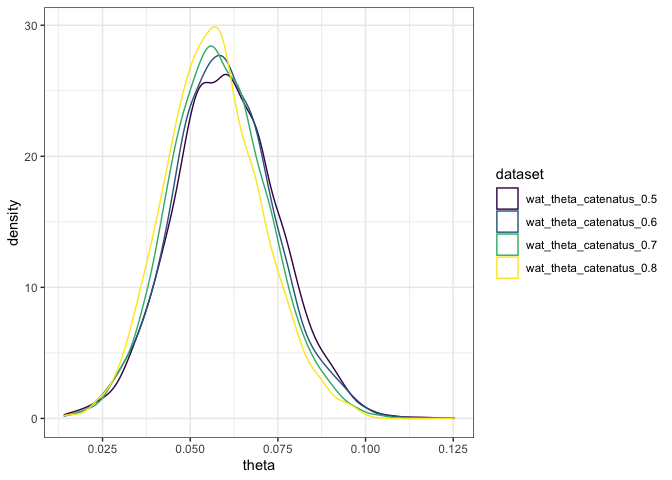 30
20
10
0
density
0.025
0.050
0.075
0.100
0.125
theta
dataset
wat_theta_catenatus_0.5
wat_theta_catenatus_0.6
wat_theta_catenatus_0.7
wat_theta_catenatus_0.8